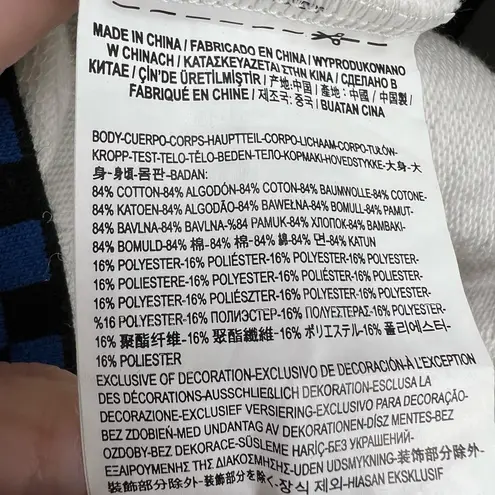 MADE IN CHINA / FABRICADO EN CHINA / WYPRODUKOWANO
W CHINACH / ΚΑΤΑΣΚΕΥΑΖΕΤΑΙ ΣΤΗΝ ΚΙΝΑ / СДЕЛАНО В
КИТАЕ / ÇİN'DE ÜRETİLMİŞTİR / 产地:中国 / 產地:中國 / 中国製 /
FABRIQUÉ EN CHINE / 제조국:중국 / BUATAN CINA
BODY-CUERPO-CORPS-HAUPTTEIL-CORPO-LICHAAM-CORPO-TUŁÓW-
KROPP-TEST-TELO-TĚLO-BEDEN-ТЕЛО-ΚΟΡΜΑΚΙ-HOVEDSTYKKE-大身-大
身-身頃-몸판-BADAN:
84% COTTON-84% ALGODÓN-84% COTON-84% BAUMWOLLE-84% COTONE-
84% KATOEN-84% ALGODÃO-84% BAWEŁNA-84% BOMULL-84% PAMUT-
84% BAVLNA-84% BAVLNA-%84 PAMUK-84% ХЛОПОК-84% ΒΑΜΒΑΚΙ-
84% BOMULD-84% 棉-84% 棉-84% 綿-84% 면-84% KATUN
16% POLYESTER-16% POLIÉSTER-16% POLYESTER-16% POLYESTER-
16% POLIESTERE-16% POLYESTER-16% POLIÉSTER-16% POLIESTER-
16% POLYESTER-16% POLIÉSZTER-16% POLYESTER-16% POLYESTER-
%16 POLYESTER-16% ПОЛИЭСТЕР-16% ΠΟΛΥΕΣΤΕΡΑΣ-16% POLYESTER-
16% 聚酯纤维-16% 聚酯纖維-16% ポリエステル-16% 폴리에스터-
16% POLIESTER
EXCLUSIVE OF DECORATION-EXCLUSIVO DE DECORACIÓN-À L'EXCEPTION
DES DÉCORATIONS-AUSSCHLIEẞLICH DEKORATION-ESCLUSA LA
DECORAZIONE-EXCLUSIEF VERSIERING-EXCLUSIVO PARA DECORAÇÃO-
BEZ ZDOBIEŃ-MED UNDANTAG AV DEKORATIONEN-DÍSZ MENTES-BEZ
OZDOBY-BEZ DEKORACE-SÜSLEME HARİÇ-БЕЗ УКРАШЕНИЙ-
ΕΞΑΙΡΟΥΜΕΝΗΣ ΤΗΣ ΔΙΑΚΟΣΜΗΣΗΣ-UDEN UDSMYKNING-装饰部分除外-
裝飾部分除外-装飾部分を除く-장식 제외-HIASAN EKSKLUSIF